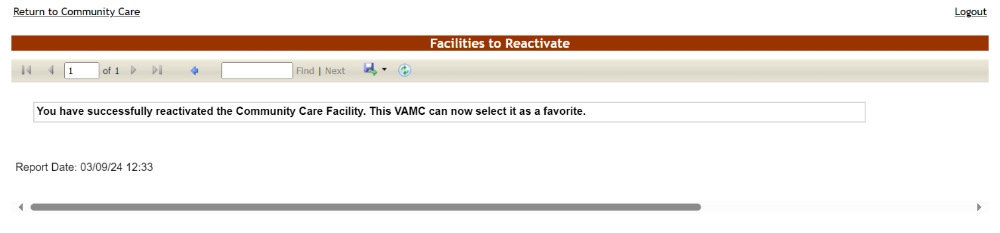 Return to Community Care
Logout
Facilities to Reactivate
1 of 1 Find | Next
You have successfully reactivated the Community Care Facility. This VAMC can now select it as a favorite.
Report Date: 03/09/24 12:33